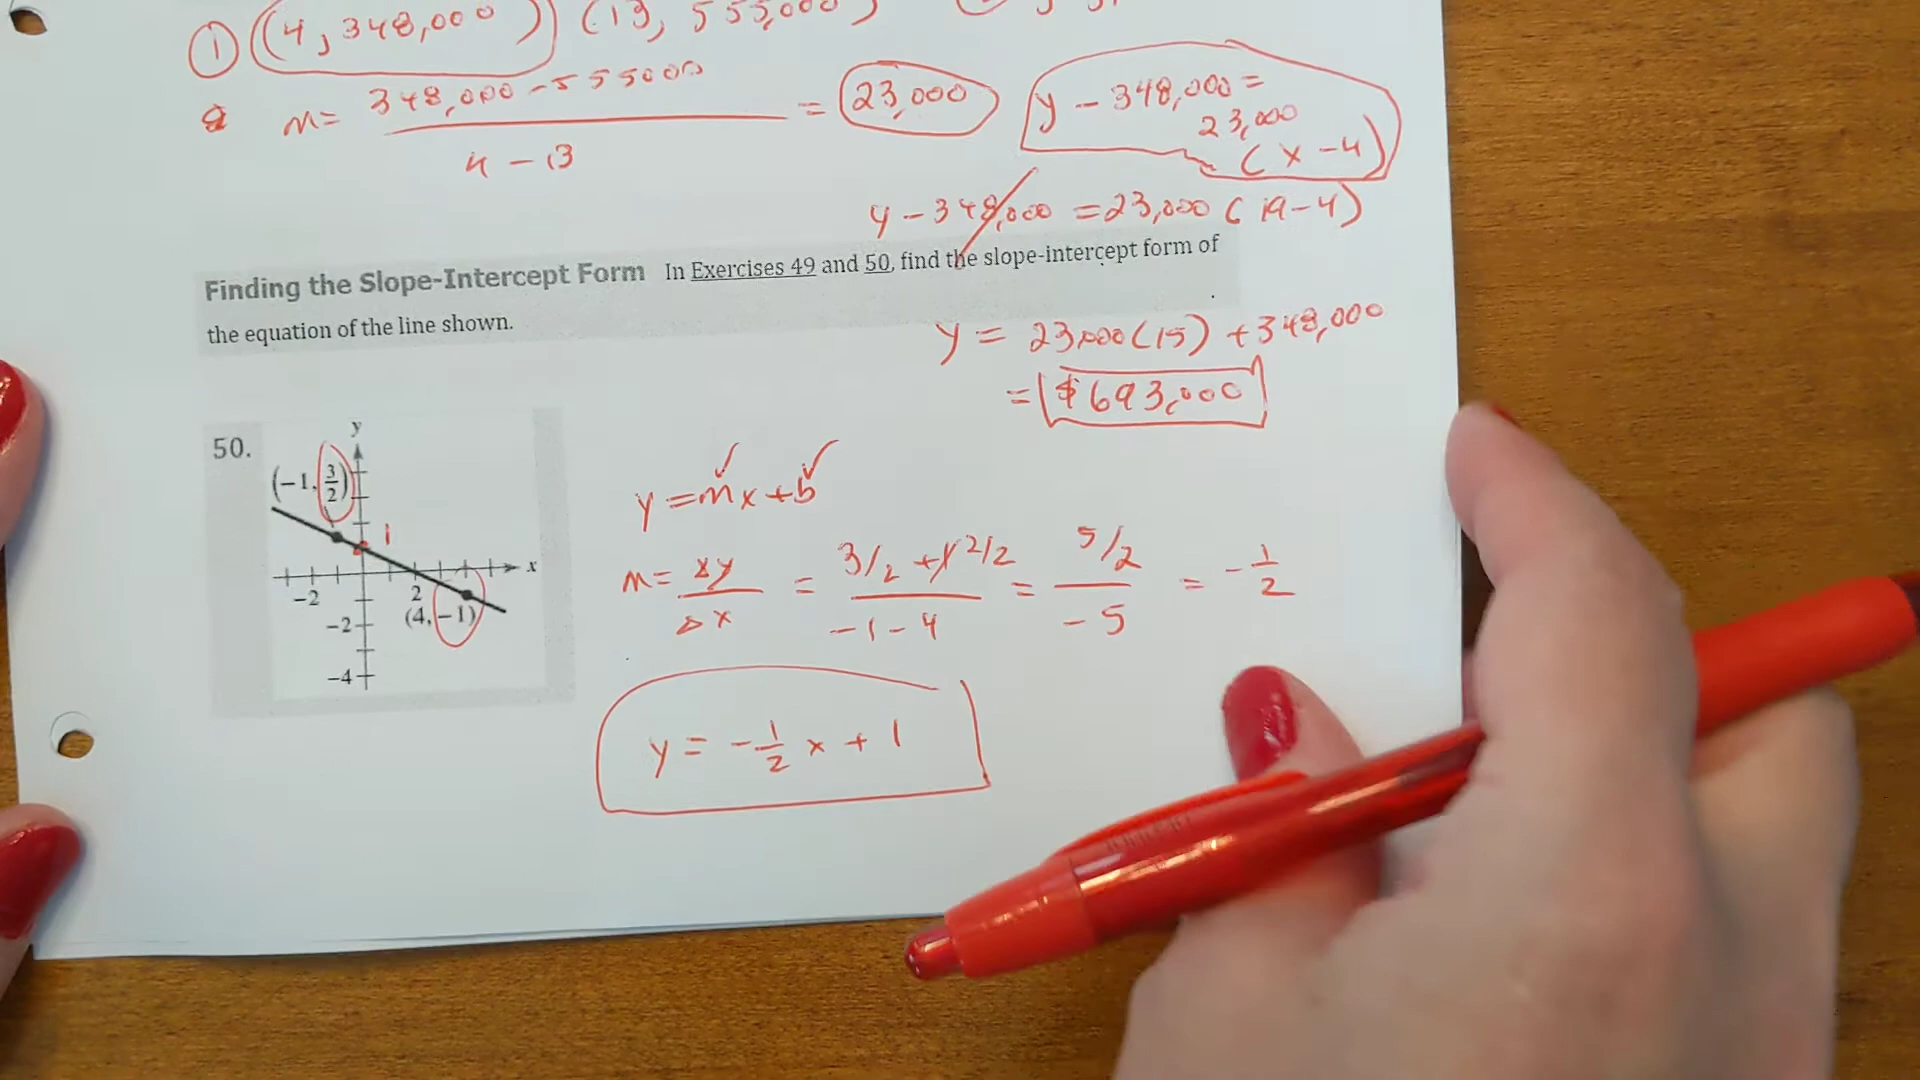 ① (4, 348,000) (13, 555,000)
m = 348,000 - 555000 / 4 - 13 = 23,000
y - 348,000 =
23,000
(x - 4)
y - 348,000 = 23,000 (19 - 4)
Finding the Slope-Intercept Form In Exercises 49 and 50, find the slope-intercept form of
the equation of the line shown.
y = 23,000(15) + 348,000
= $693,000
50.
y
(-1, 3/2)
1
x
-2
2
-2
(4, -1)
-4
y = mx + b
m = Δy / Δx = 3/2 + 1 2/2 / -1 - 4 = 5/2 / -5 = - 1/2
y = - 1/2 x + 1